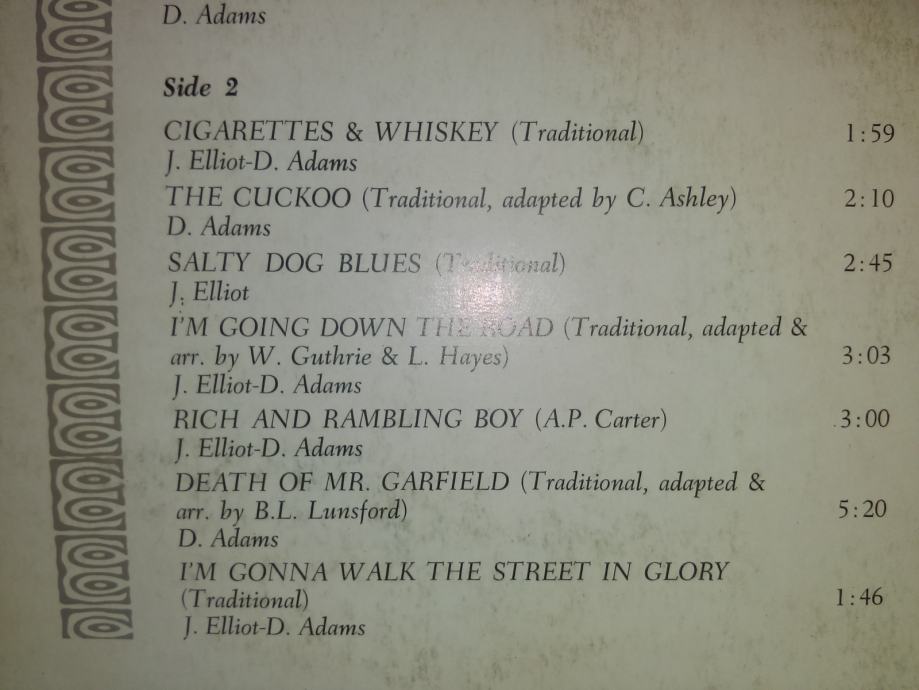 D. Adams
Side 2
CIGARETTES & WHISKEY (Traditional) 1:59
J. Elliot-D. Adams
THE CUCKOO (Traditional, adapted by C. Ashley) 2:10
D. Adams
SALTY DOG BLUES (Traditional) 2:45
J. Elliot
I'M GOING DOWN THE ROAD (Traditional, adapted &
arr. by W. Guthrie & L. Hayes) 3:03
J. Elliot-D. Adams
RICH AND RAMBLING BOY (A.P. Carter) 3:00
J. Elliot-D. Adams
DEATH OF MR. GARFIELD (Traditional, adapted &
arr. by B.L. Lunsford) 5:20
D. Adams
I'M GONNA WALK THE STREET IN GLORY
(Traditional) 1:46
J. Elliot-D. Adams